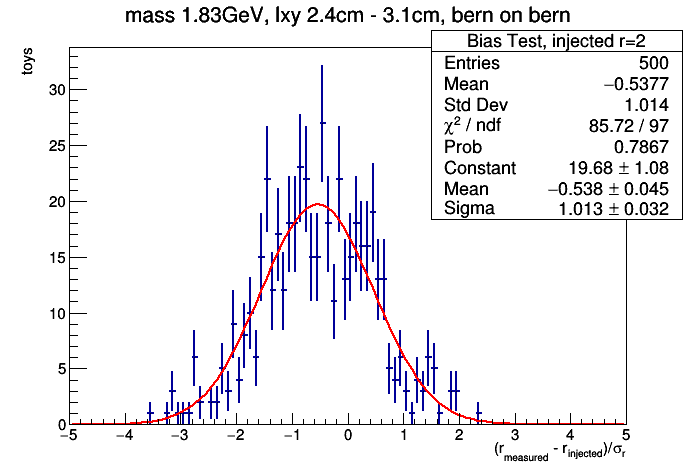 mass 1.83GeV, lxy 2.4cm - 3.1cm, bern on bern
Bias Test, injected r=2
Entries 500
Mean −0.5377
Std Dev 1.014
χ² / ndf 85.72 / 97
Prob 0.7867
Constant 19.68 ± 1.08
Mean −0.538 ± 0.045
Sigma 1.013 ± 0.032
toys
30
25
20
15
10
5
0
−5 −4 −3 −2 −1 0 1 2 3 4 5
(r_measured - r_injected)/σ_r